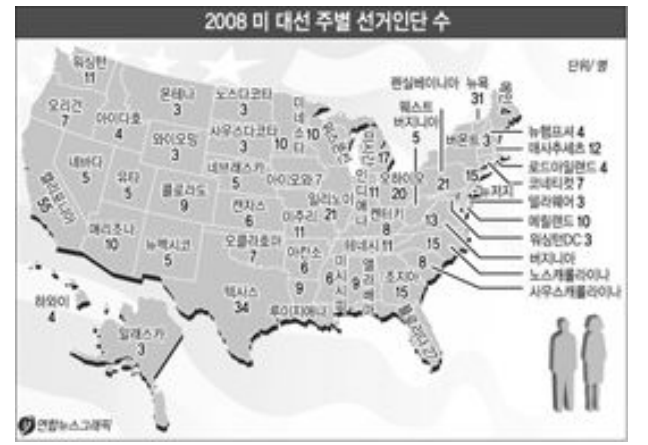 2008 미 대선 주별 선거인단 수
단위/명
워싱턴
11
오리건
7
아이다호
4
몬태나
3
노스다코타
3
미네소타
10
와이오밍
3
사우스다코타
3
네바다
5
유타
5
콜로라도
9
네브래스카
5
아이오와 7
캘리포니아
55
애리조나
10
뉴멕시코
5
캔자스
6
오클라호마
7
텍사스
34
미주리
11
일리노이
21
아칸소
6
9
루이지애나
미시시피
6
앨라배마
9
테네시 11
켄터키
8
인디애나
11
미시간
17
위스콘신
10
오하이오
20
웨스트
버지니아
5
펜실베이니아
21
뉴욕
31
메인 4
버몬트 3
뉴햄프셔 4
매사추세츠 12
로드아일랜드 4
코네티컷 7
뉴저지
15
델라웨어 3
메릴랜드 10
워싱턴DC 3
버지니아
13
노스캐롤라이나
15
사우스캐롤라이나
8
조지아
15
플로리다 27
하와이
4
알래스카
3
연합뉴스그래픽